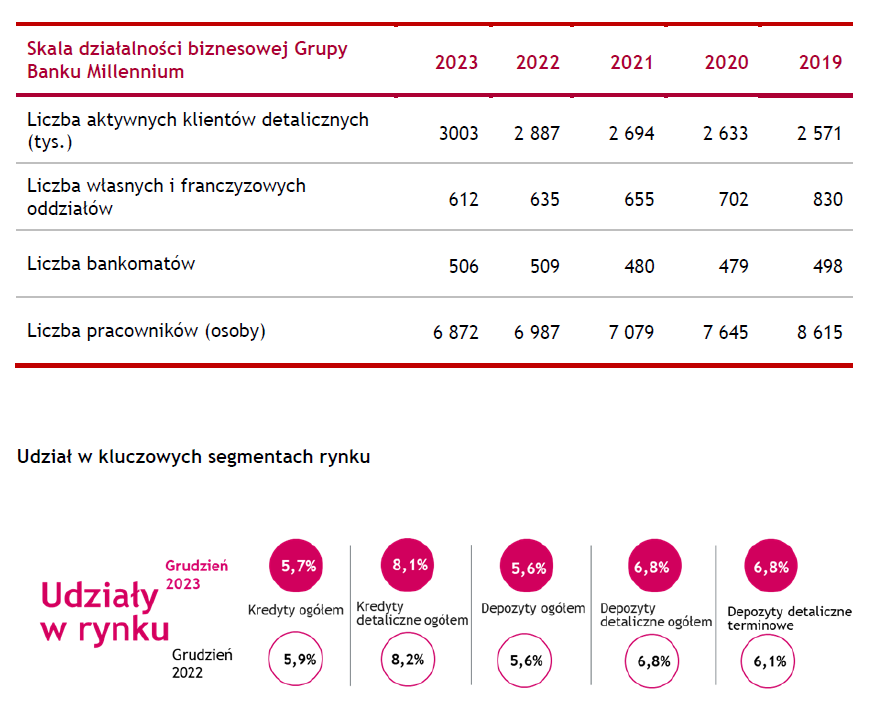 Skala działalności biznesowej Grupy
Banku Millennium 2023 2022 2021 2020 2019
Liczba aktywnych klientów detalicznych
(tys.) 3003 2 887 2 694 2 633 2 571
Liczba wlasnych i franczyzowych
oddziałów 612 635 655 702 830
Liczba bankomatów 506 509 480 479 498
Liczba pracowników (osoby) 6 872 6 987 7 079 7 645 8 615
Udział w kluczowych segmentach rynku
Udziały
w rynku
Grudzień
2023
5,7% 8,1% 5,6% 6,8% 6,8%
Kredyty ogółem
Kredyty
detaliczne ogółem
Depozyty ogółem
Depozyty
detaliczne ogółem
Depozyty detaliczne
terminowe
Grudzień
2022
5,9% 8,2% 5,6% 6,8% 6,1%